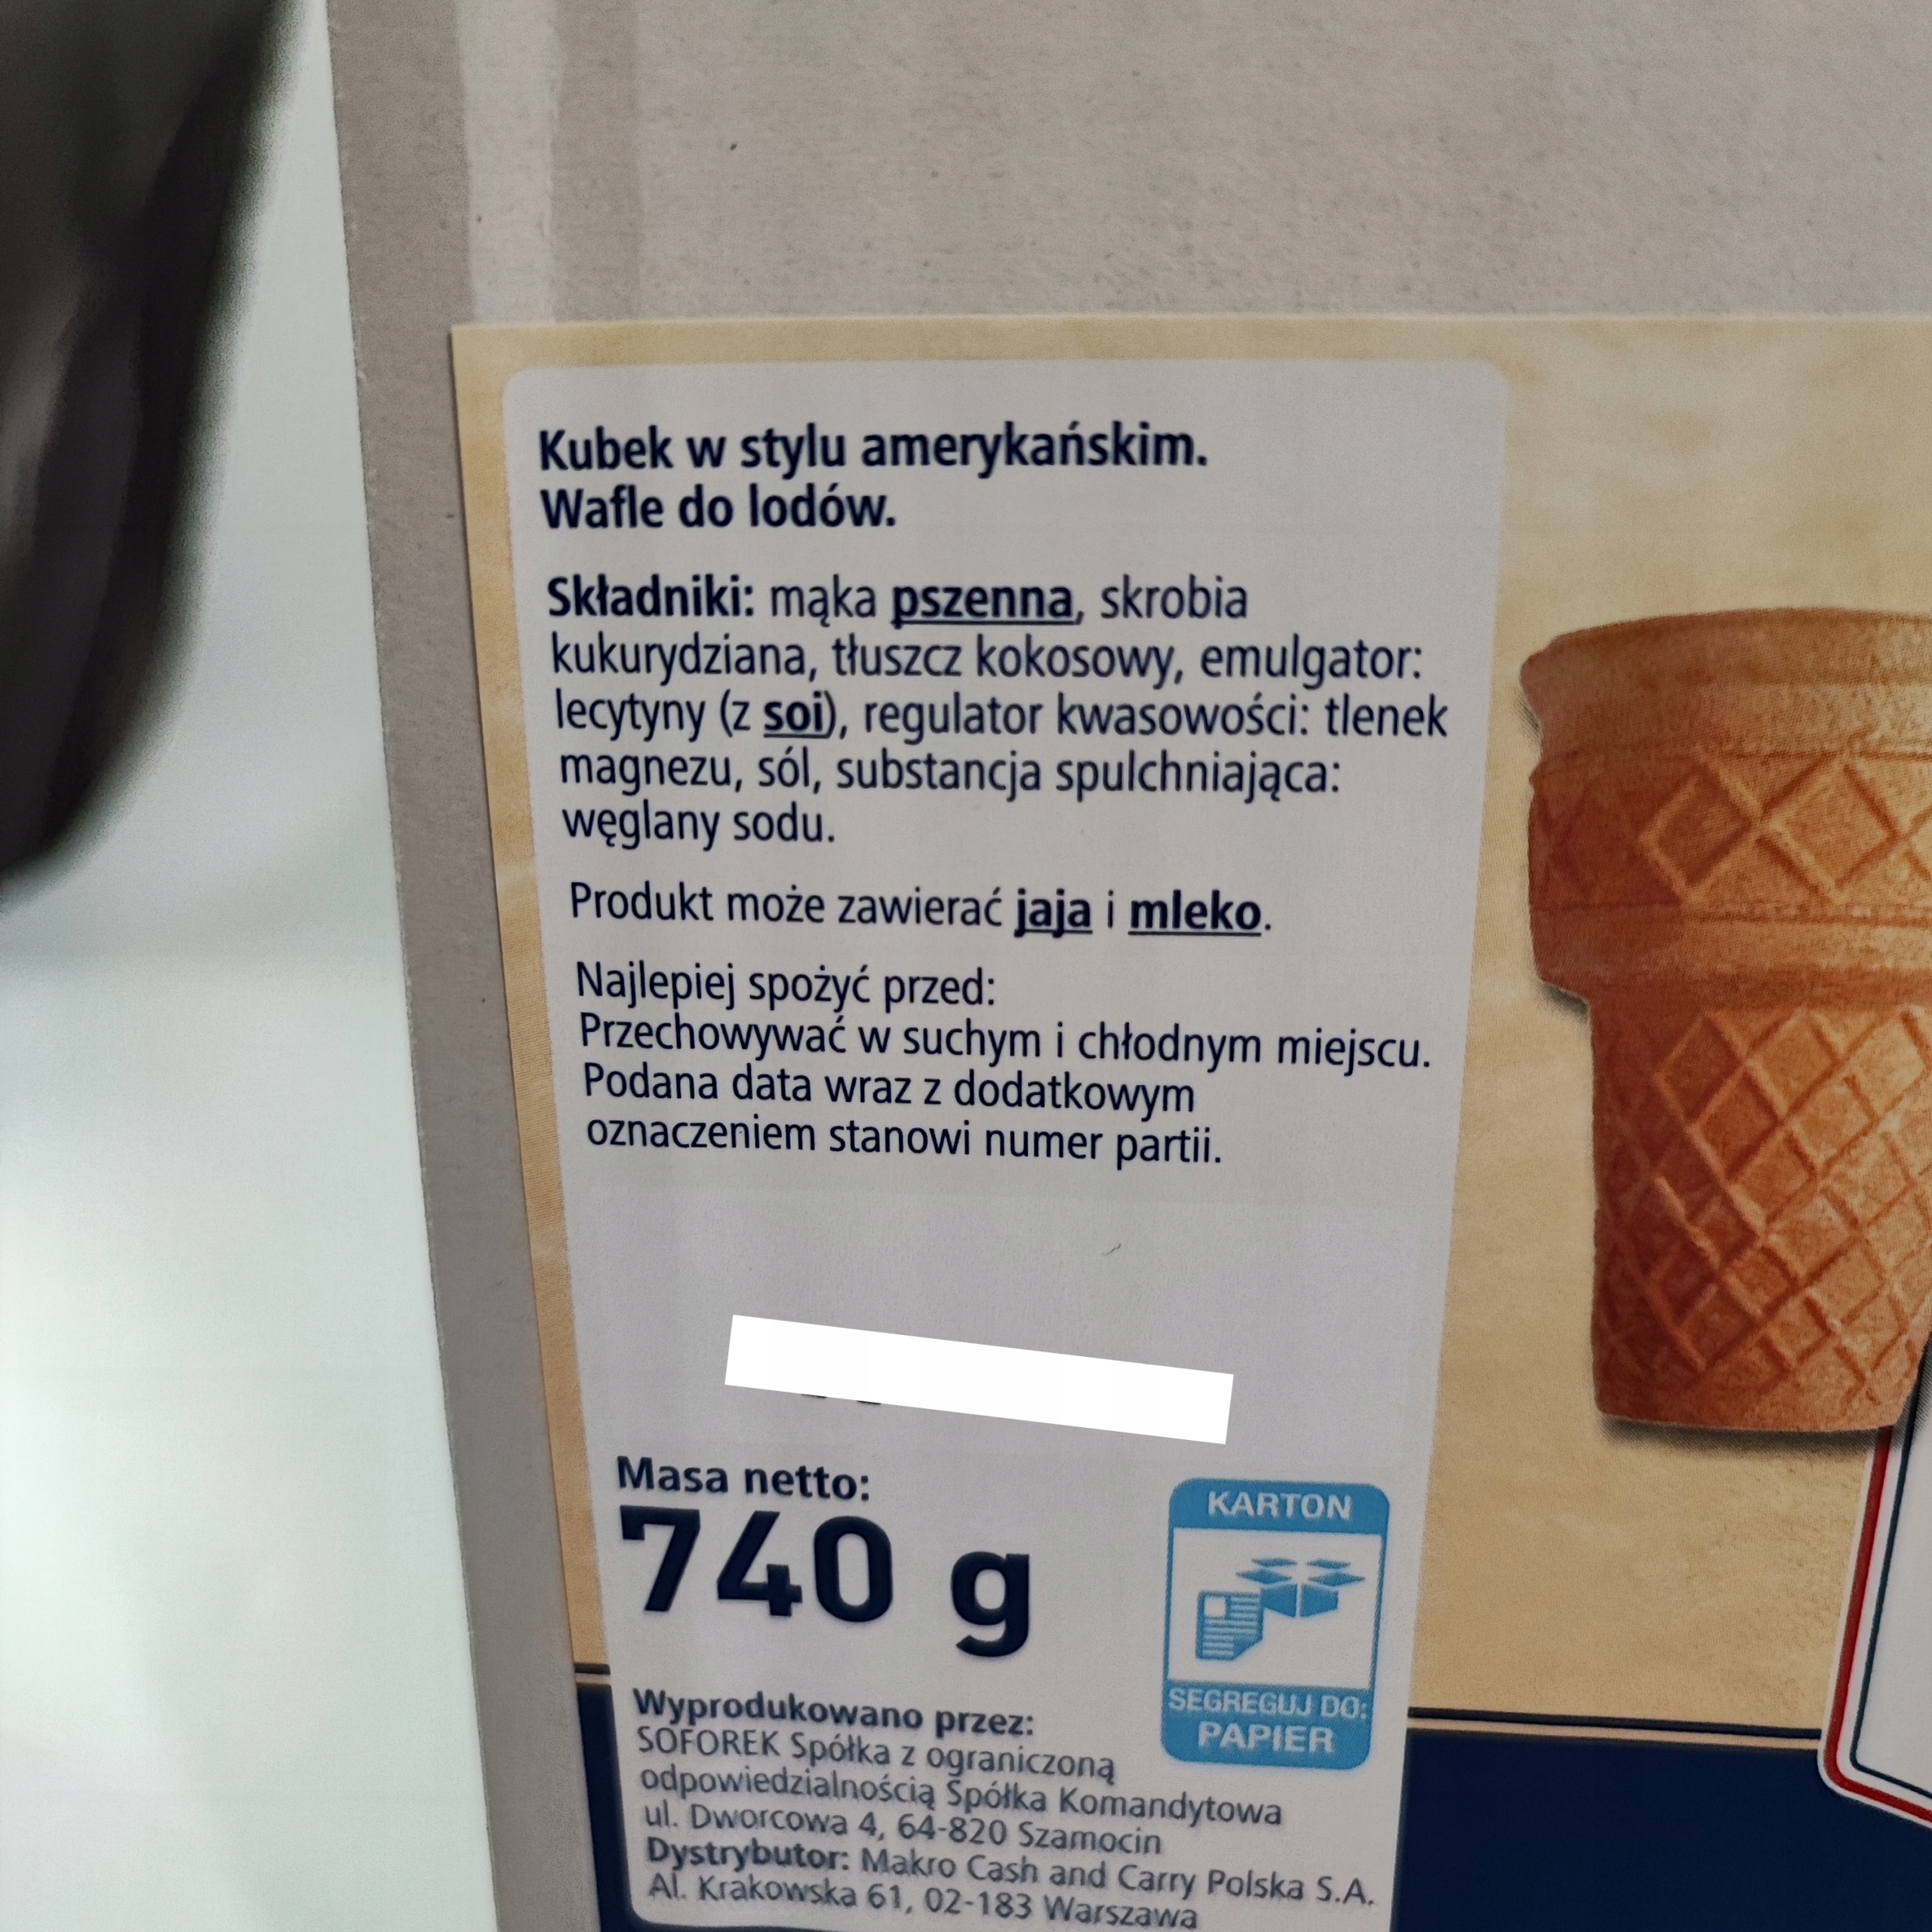 Kubek w stylu amerykańskim.
Wafle do lodów.
Składniki: mąka pszenna, skrobia
kukurydziana, tłuszcz kokosowy, emulgator:
lecytyny (z soi), regulator kwasowości: tlenek
magnezu, sól, substancja spulchniająca:
węglany sodu.
Produkt może zawierać jaja i mleko.
Najlepiej spożyć przed:
Przechowywać w suchym i chłodnym miejscu.
Podana data wraz z dodatkowym
oznaczeniem stanowi numer partii.
Masa netto:
740 g
KARTON
SEGREGUJ DO:
PAPIER
Wyprodukowano przez:
SOFOREK Spółka z ograniczoną
odpowiedzialnością Spółka Komandytowa
ul. Dworcowa 4, 64-820 Szamocin
Dystrybutor: Makro Cash and Carry Polska S.A.
Al. Krakowska 61, 02-183 Warszawa